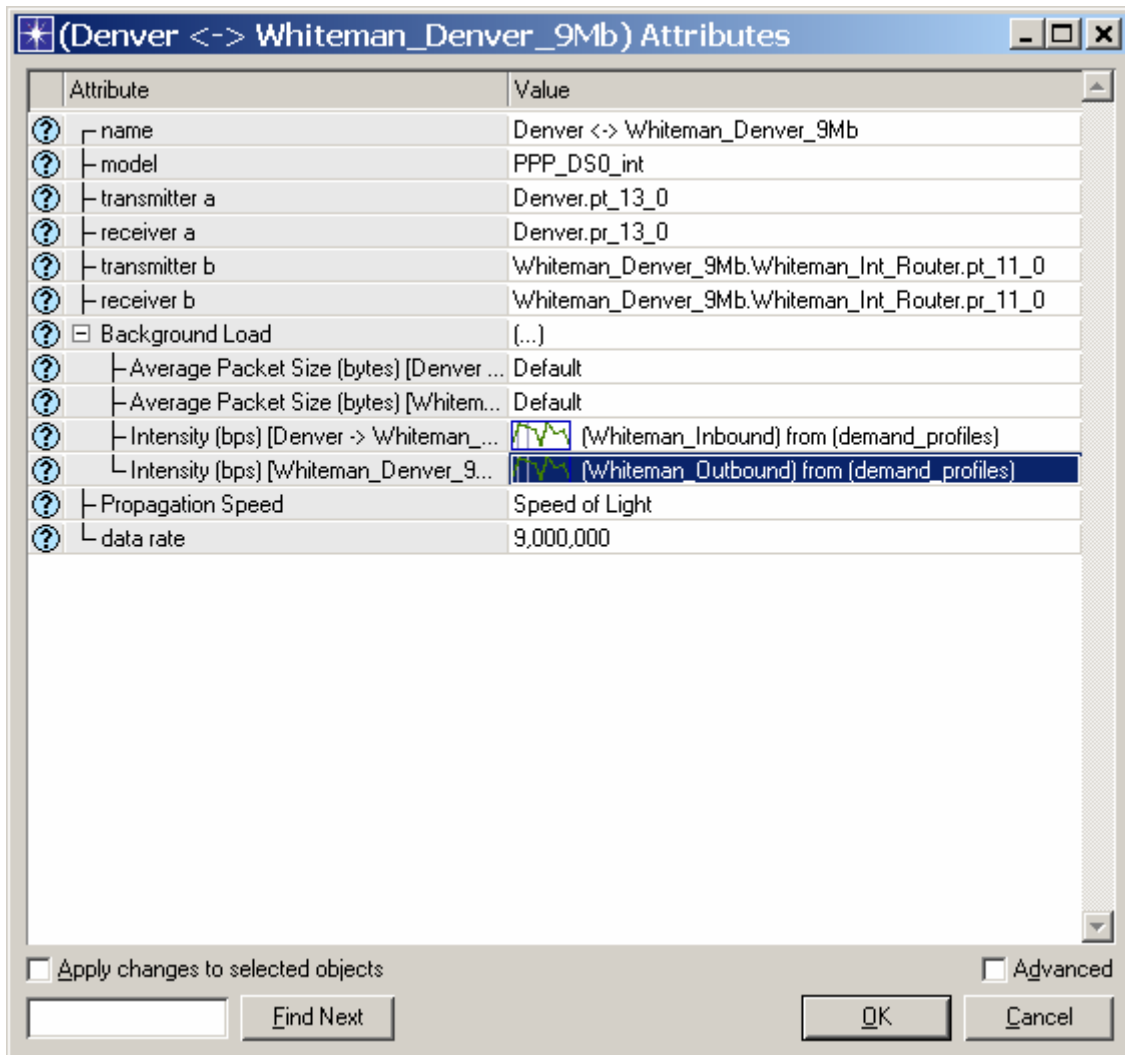 (Denver <-> Whiteman_Denver_9Mb) Attributes
Attribute Value
name Denver <-> Whiteman_Denver_9Mb
model PPP_DS0_int
transmitter a Denver.pt_13_0
receiver a Denver.pr_13_0
transmitter b Whiteman_Denver_9Mb.Whiteman_Int_Router.pt_11_0
receiver b Whiteman_Denver_9Mb.Whiteman_Int_Router.pr_11_0
Background Load (...)
Average Packet Size (bytes) [Denver ... Default
Average Packet Size (bytes) [Whitem... Default
Intensity (bps) [Denver -> Whiteman_... (Whiteman_Inbound) from (demand_profiles)
Intensity (bps) [Whiteman_Denver_9... (Whiteman_Outbound) from (demand_profiles)
Propagation Speed Speed of Light
data rate 9,000,000
Apply changes to selected objects Advanced
Find Next OK Cancel